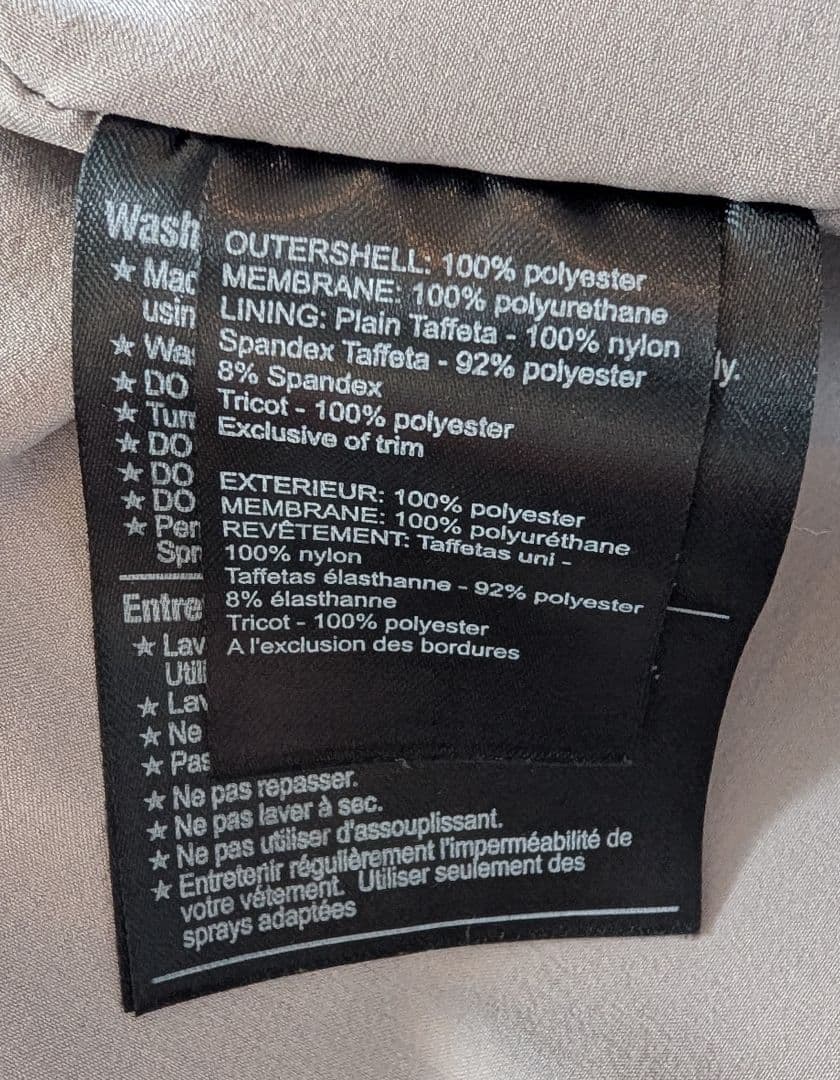 OUTERSHELL: 100% polyester
MEMBRANE: 100% polyurethane
LINING: Plain Taffeta - 100% nylon
Spandex Taffeta - 92% polyester
8% Spandex
Tricot - 100% polyester
Exclusive of trim
EXTERIEUR: 100% polyester
MEMBRANE: 100% polyuréthane
REVÊTEMENT: Taffetas uni -
100% nylon
Taffetas élasthanne - 92% polyester
8% élasthanne
Tricot - 100% polyester
A l'exclusion des bordures
Wash
★ Mac
usin
★ Wa
★ DO
★ Tum
★ DO
★ DO
★ DO
★ Per
Spr
ly.
Entre
★ Lav
Utili
★ Lav
★ Ne
★ Pas
★ Ne pas repasser.
★ Ne pas laver à sec.
★ Ne pas utiliser d'assouplissant.
★ Entretenir régulièrement l'imperméabilité de
votre vétement. Utiliser seulement des
sprays adaptées